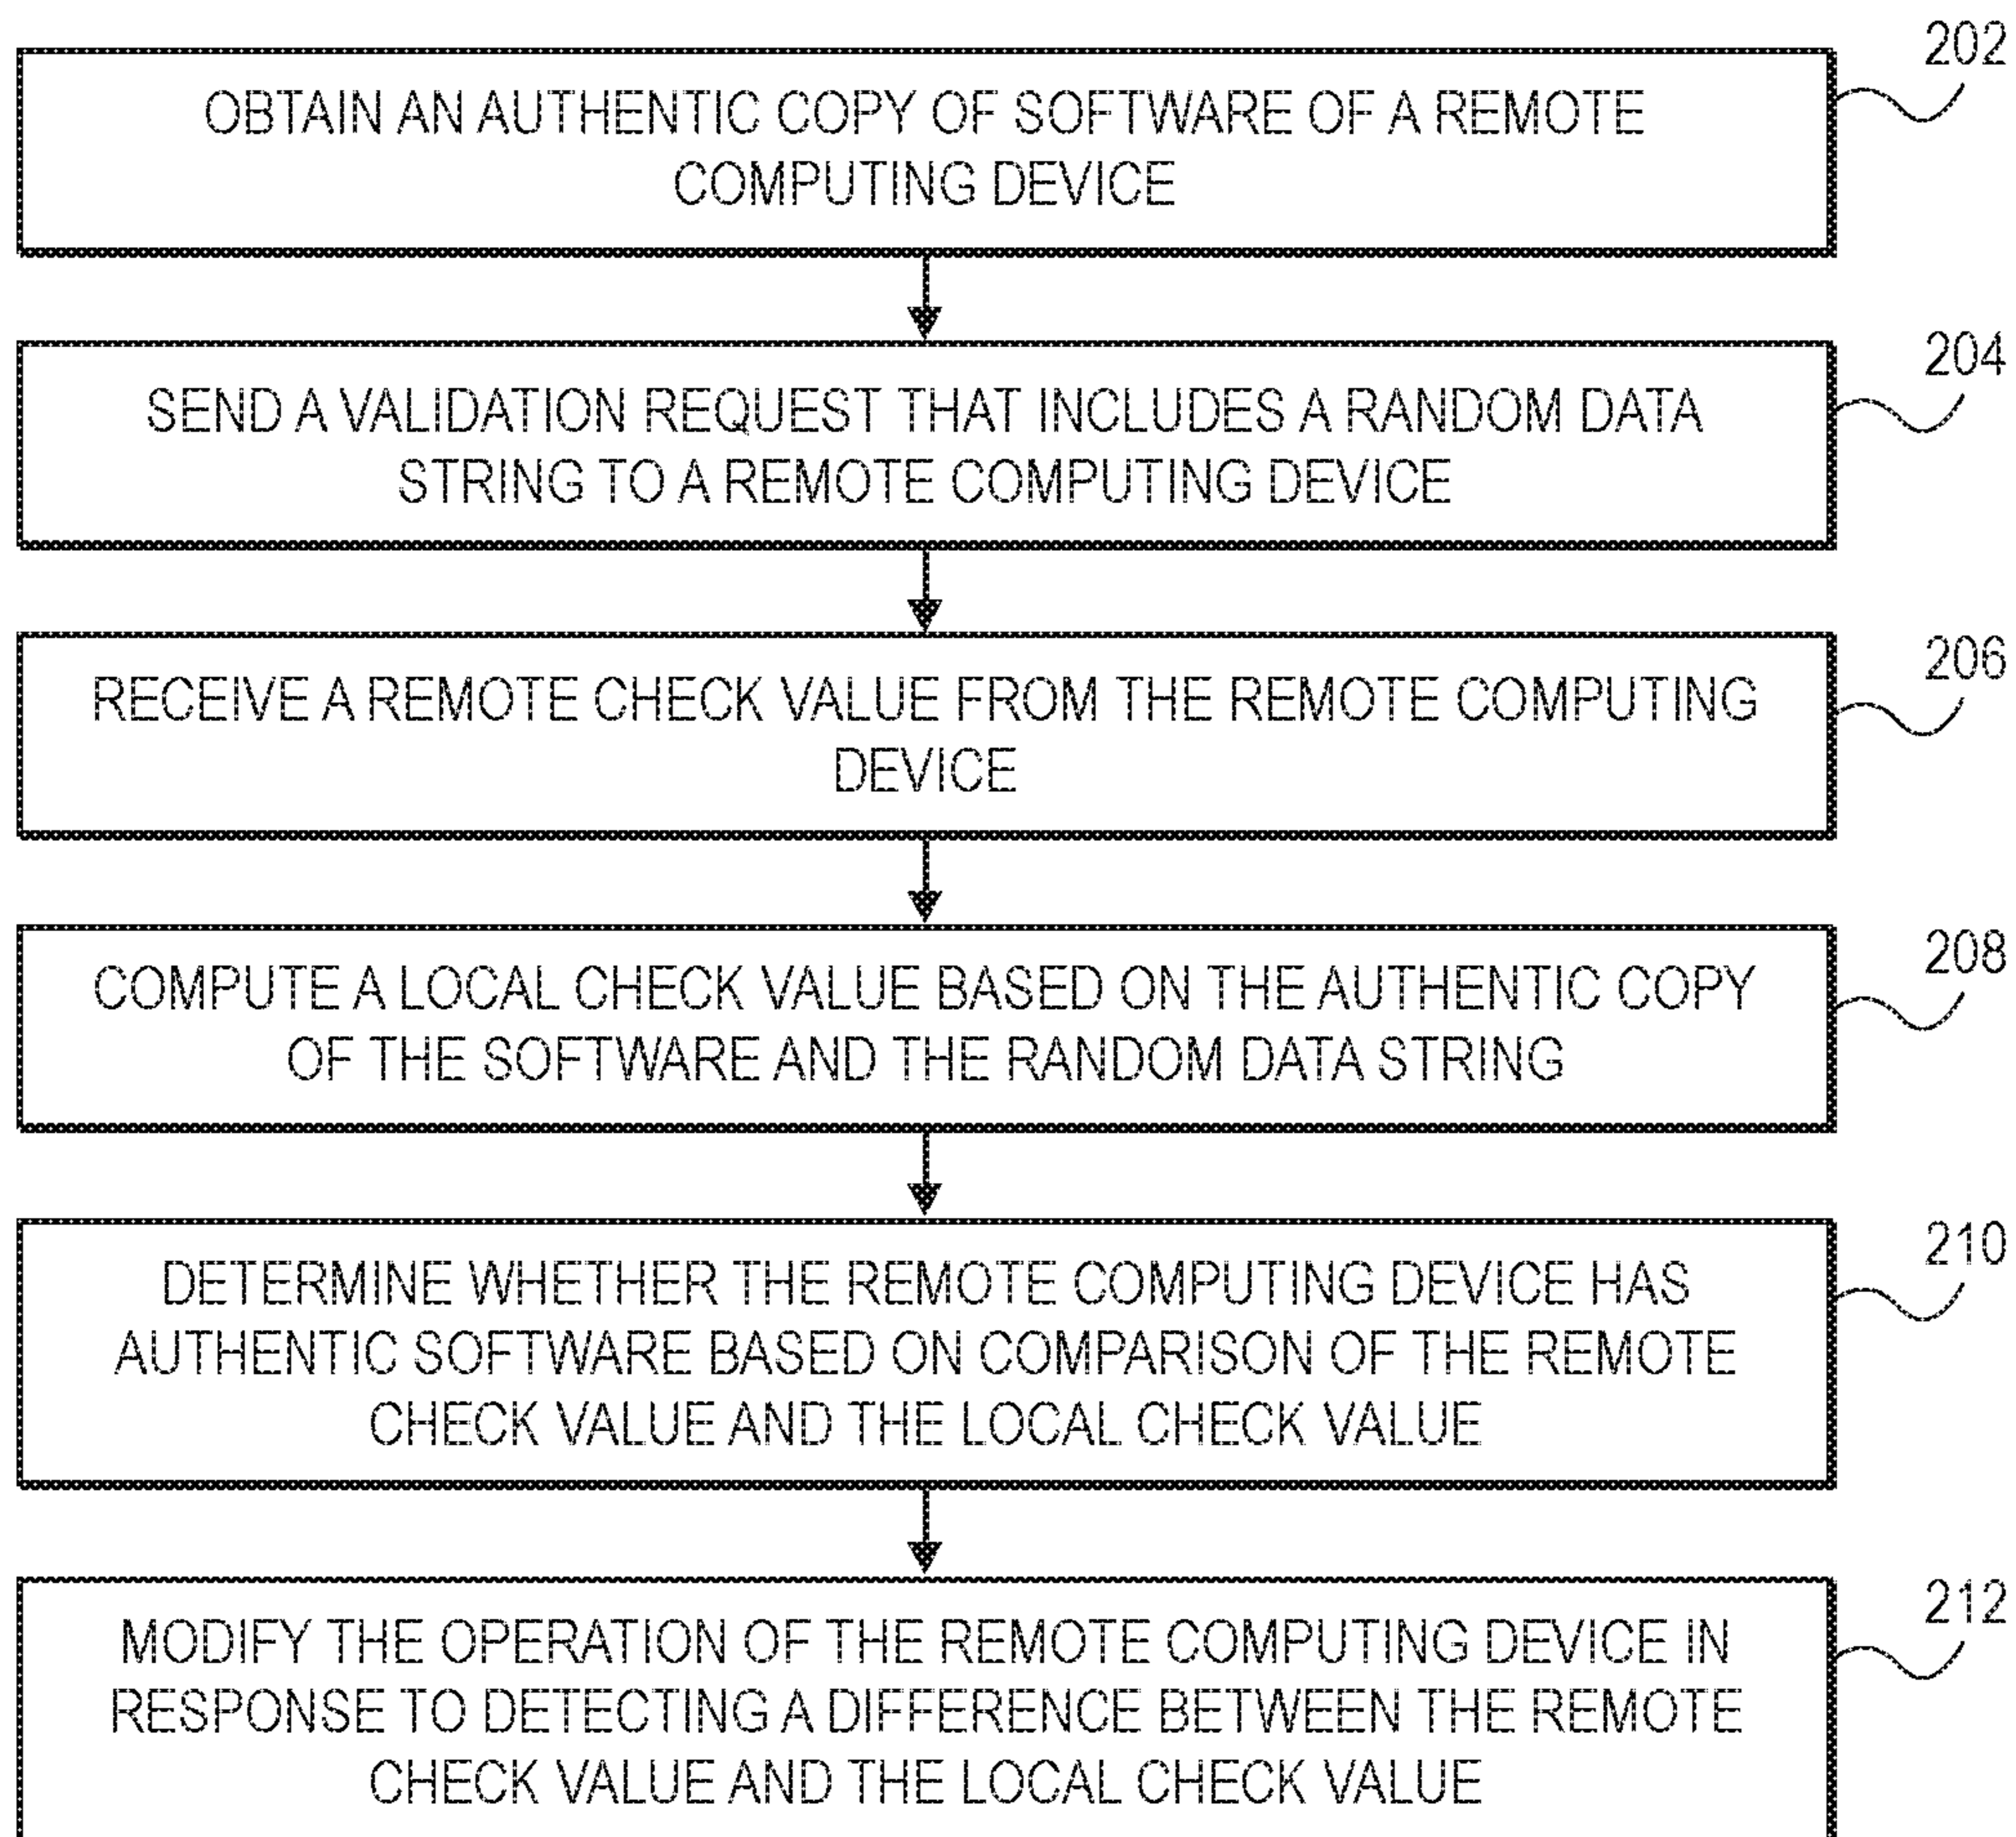 202
OBTAIN AN AUTHENTIC COPY OF SOFTWARE OF A REMOTE
COMPUTING DEVICE
204
SEND A VALIDATION REQUEST THAT INCLUDES A RANDOM DATA
STRING TO A REMOTE COMPUTING DEVICE
206
RECEIVE A REMOTE CHECK VALUE FROM THE REMOTE COMPUTING
DEVICE
208
COMPUTE A LOCAL CHECK VALUE BASED ON THE AUTHENTIC COPY
OF THE SOFTWARE AND THE RANDOM DATA STRING
210
DETERMINE WHETHER THE REMOTE COMPUTING DEVICE HAS
AUTHENTIC SOFTWARE BASED ON COMPARISON OF THE REMOTE
CHECK VALUE AND THE LOCAL CHECK VALUE
212
MODIFY THE OPERATION OF THE REMOTE COMPUTING DEVICE IN
RESPONSE TO DETECTING A DIFFERENCE BETWEEN THE REMOTE
CHECK VALUE AND THE LOCAL CHECK VALUE